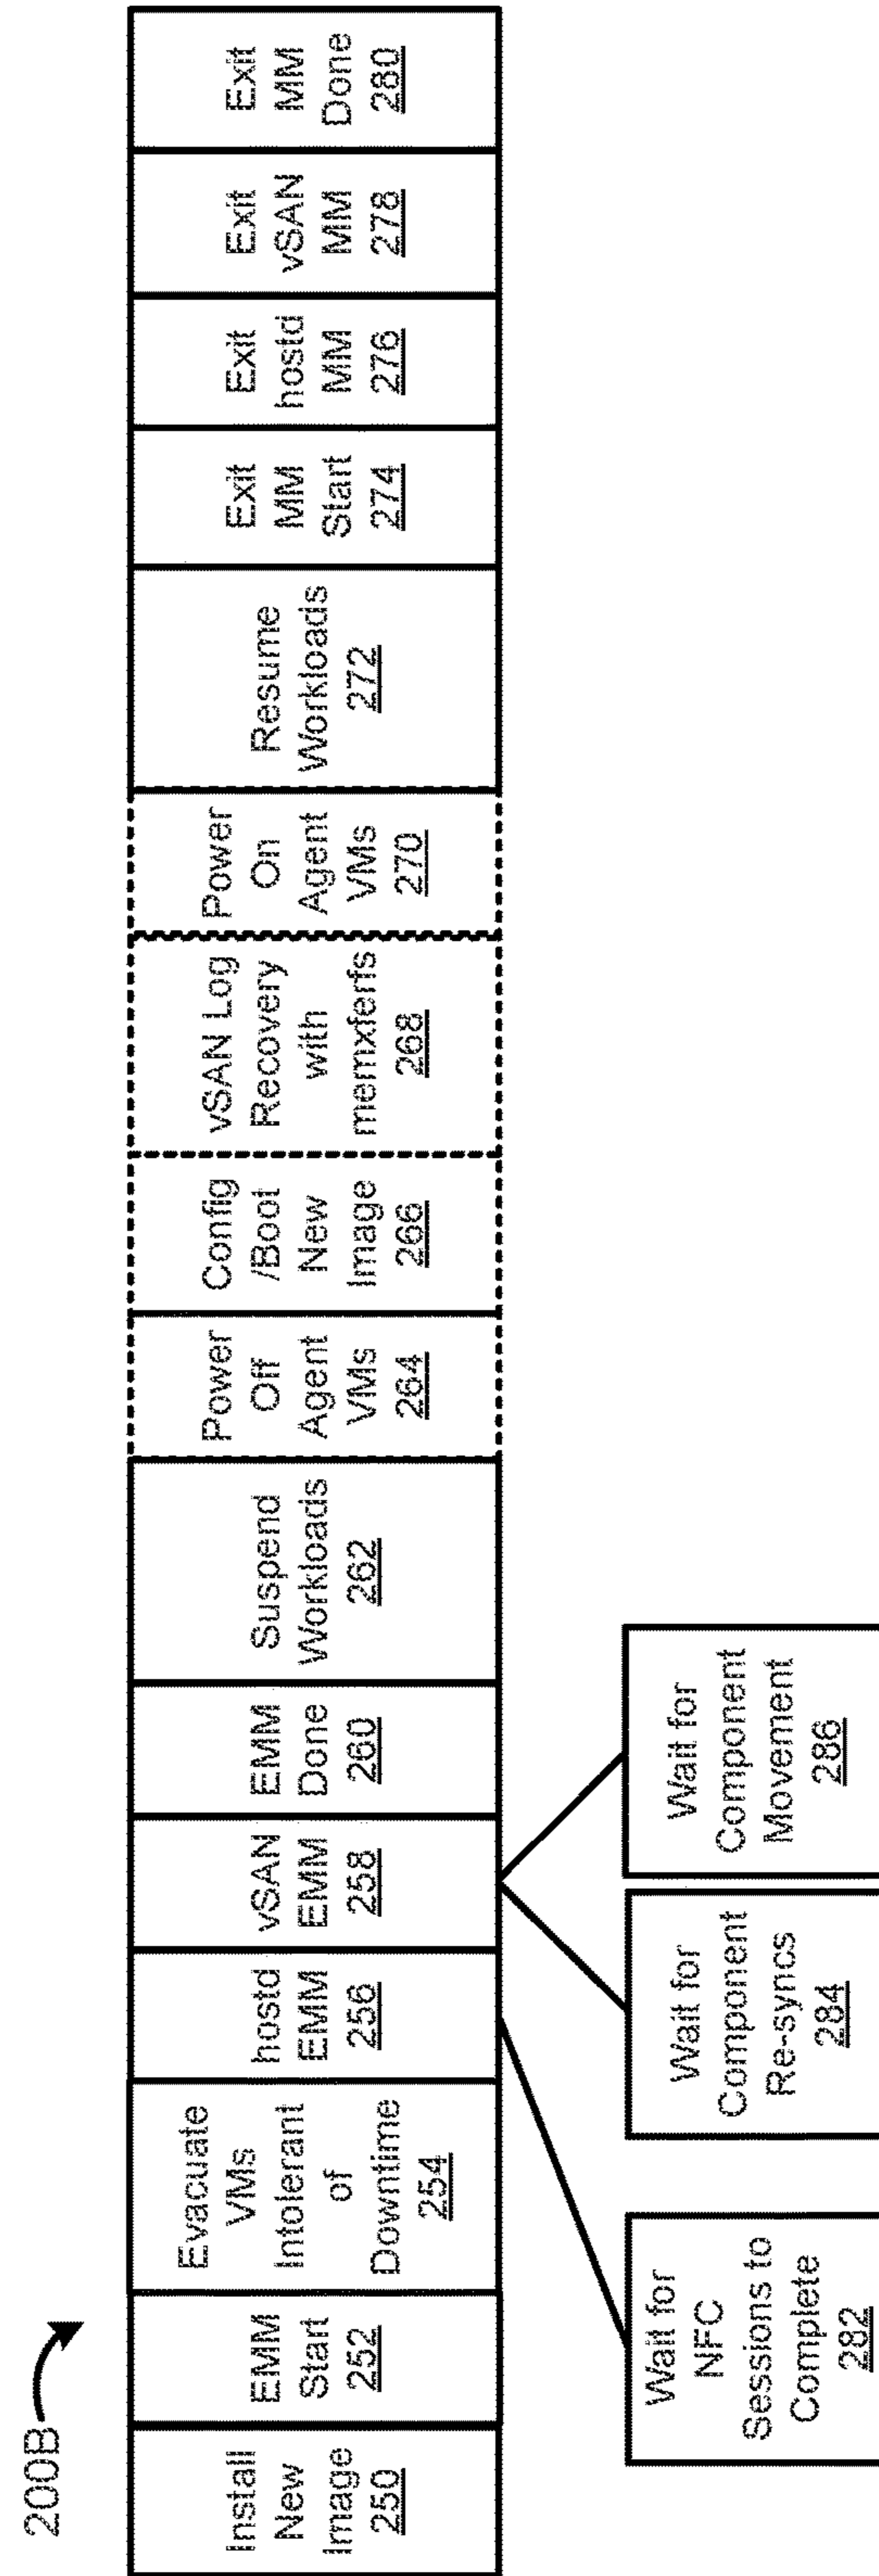 200B
Install
New
Image
250
EMM
Start
252
Evacuate
VMs
Intolerant
of
Downtime
254
hostd
EMM
256
vSAN
EMM
258
EMM
Done
260
Suspend
Workloads
262
Power
Off
Agent
VMs
264
Config
/Boot
New
Image
266
vSAN Log
Recovery
with
memxferfs
268
Power
On
Agent
VMs
270
Resume
Workloads
272
Exit
MM
Start
274
Exit
hostd
MM
276
Exit
vSAN
MM
278
Exit
MM
Done
280
Wait for
NFC
Sessions to
Complete
282
Wait for
Component
Re-syncs
284
Wait for
Component
Movement
286